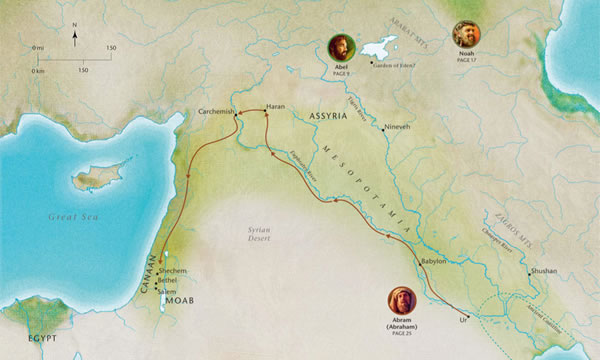 N
0 mi 150
0 km 150
Abel
PAGE 9
Garden of Eden?
ARARAT MTS.
Noah
PAGE 17
Carchemish
Haran
ASSYRIA
Tigris River
Nineveh
MESOPOTAMIA
Euphrates River
Great Sea
Syrian
Desert
ZAGROS MTS.
Choaspes River
Shushan
Babylon
CANAAN
Shechem
Bethel
Salem
MOAB
Abram
(Abraham)
PAGE 25
Ur
Ancient Coastline
EGYPT